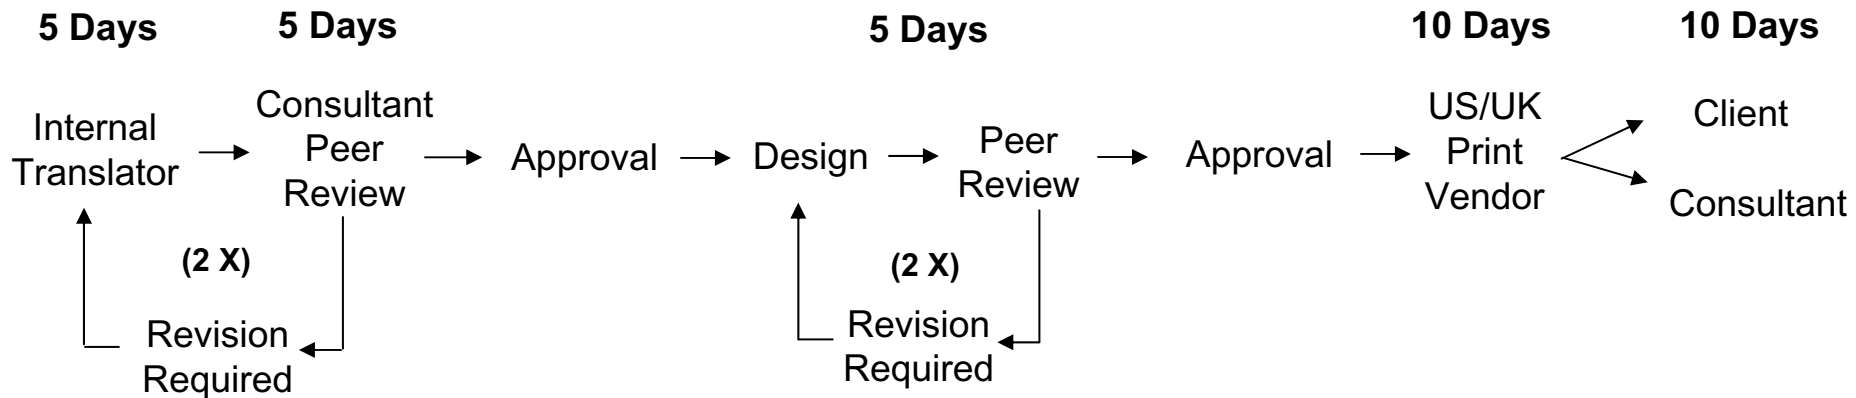 5 Days
5 Days
5 Days
10 Days
10 Days
Internal
Translator
Consultant
Peer
Review
Approval
Design
Peer
Review
Approval
US/UK
Print
Vendor
Client
Consultant
(2 X)
Revision
Required
(2 X)
Revision
Required